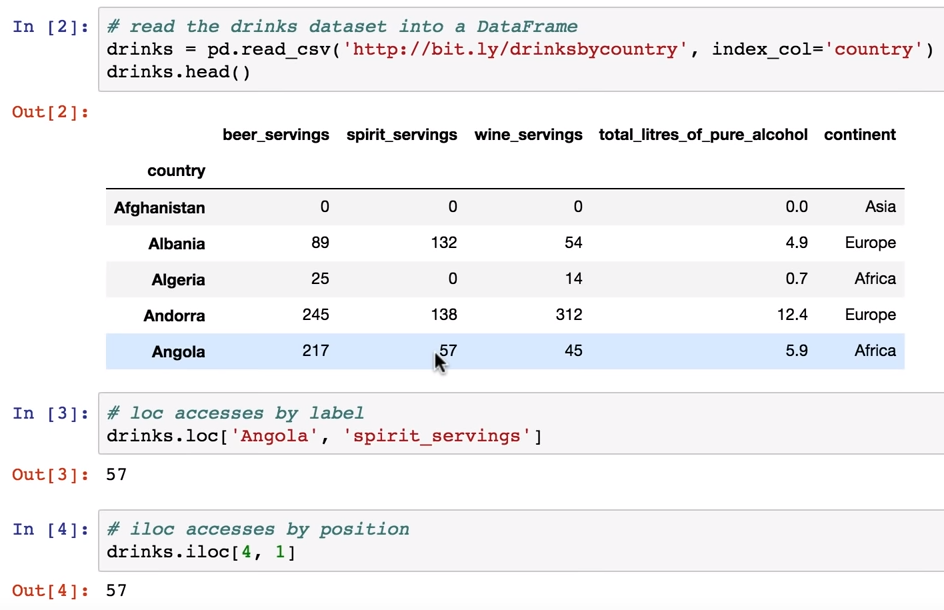 In [2]: # read the drinks dataset into a DataFrame
drinks = pd.read_csv('http://bit.ly/drinksbycountry', index_col='country')
drinks.head()
Out[2]:
beer_servings spirit_servings wine_servings total_litres_of_pure_alcohol continent
country
Afghanistan 0 0 0 0.0 Asia
Albania 89 132 54 4.9 Europe
Algeria 25 0 14 0.7 Africa
Andorra 245 138 312 12.4 Europe
Angola 217 57 45 5.9 Africa
In [3]: # loc accesses by label
drinks.loc['Angola', 'spirit_servings']
Out[3]: 57
In [4]: # iloc accesses by position
drinks.iloc[4, 1]
Out[4]: 57